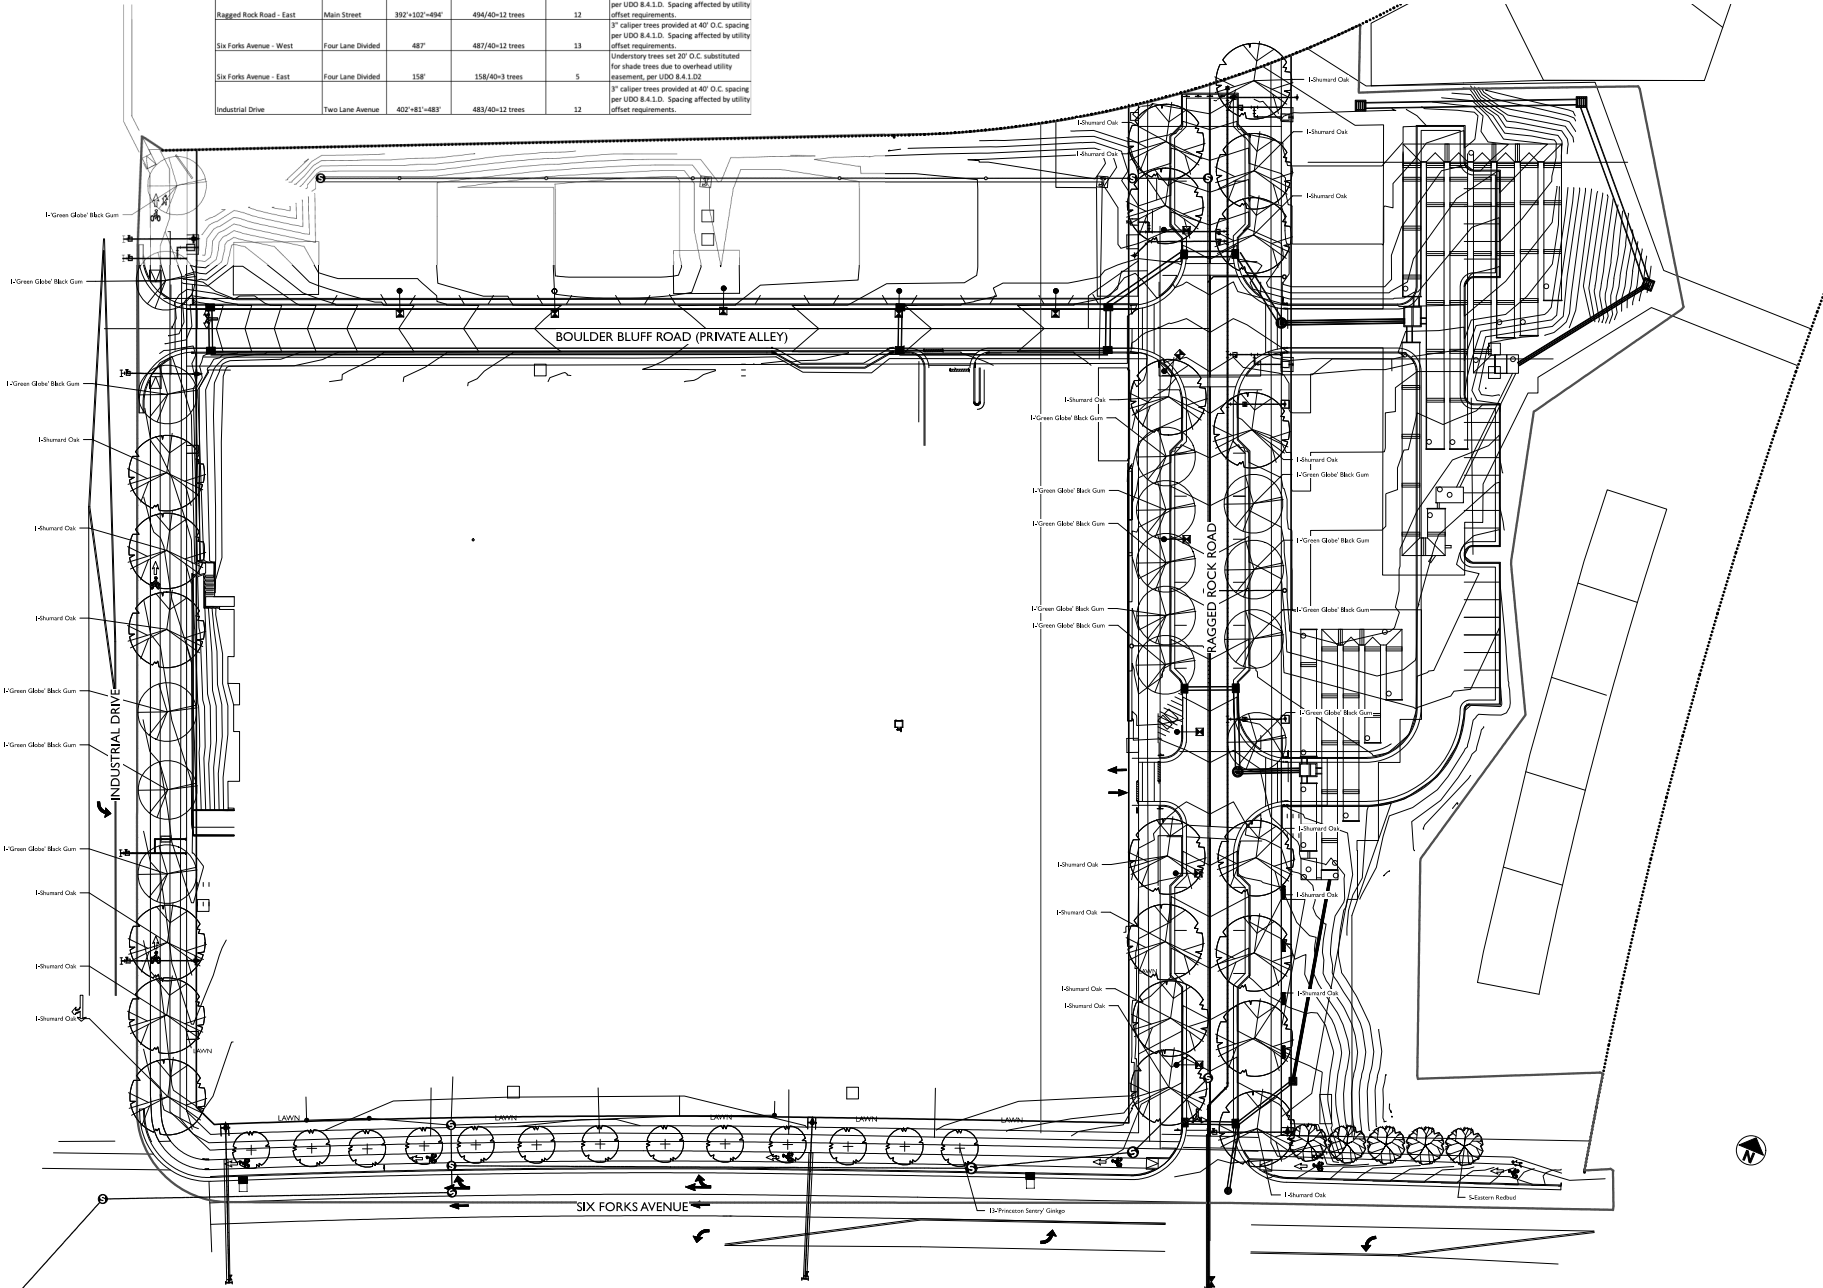 per UDO 8.4.1.D. Spacing affected by utility
Ragged Rock Road - East Main Street 392'+102'=494' 494/40=12 trees 12 offset requirements.
3" caliper trees provided at 40' O.C. spacing
per UDO 8.4.1.D. Spacing affected by utility
Six Forks Avenue - West Four Lane Divided 487' 487/40=12 trees 13 offset requirements.
Understory trees set 20' O.C. substituted
for shade trees due to overhead utility
Six Forks Avenue - East Four Lane Divided 158' 158/40=3 trees 5 easement, per UDO 8.4.1.D2
3" caliper trees provided at 40' O.C. spacing
per UDO 8.4.1.D. Spacing affected by utility
Industrial Drive Two Lane Avenue 402'+81'=483' 483/40=12 trees 12 offset requirements.
1-Shumard Oak
1-Shumard Oak
1-Shumard Oak
1-Shumard Oak
1-Shumard Oak
1-'Green Globe' Black Gum
1-'Green Globe' Black Gum
BOULDER BLUFF ROAD (PRIVATE ALLEY)
1-'Green Globe' Black Gum
1-Shumard Oak
1-'Green Globe' Black Gum
1-Shumard Oak
1-Shumard Oak
1-'Green Globe' Black Gum
1-'Green Globe' Black Gum
1-'Green Globe' Black Gum
1-Shumard Oak
1-'Green Globe' Black Gum
RAGGED ROCK ROAD
1-'Green Globe' Black Gum
1-'Green Globe' Black Gum
1-Shumard Oak
1-'Green Globe' Black Gum
1-'Green Globe' Black Gum
INDUSTRIAL DRIVE
1-'Green Globe' Black Gum
1-'Green Globe' Black Gum
1-Shumard Oak
1-'Green Globe' Black Gum
1-Shumard Oak
1-Shumard Oak
1-Shumard Oak
1-Shumard Oak
1-Shumard Oak
LAWN
1-Shumard Oak
1-Shumard Oak
1-Shumard Oak
1-Shumard Oak
LAWN
LAWN
LAWN
LAWN
LAWN
LAWN
N
1-Shumard Oak
5-Eastern Redbud
SIX FORKS AVENUE
13-'Princeton Sentry' Ginkgo